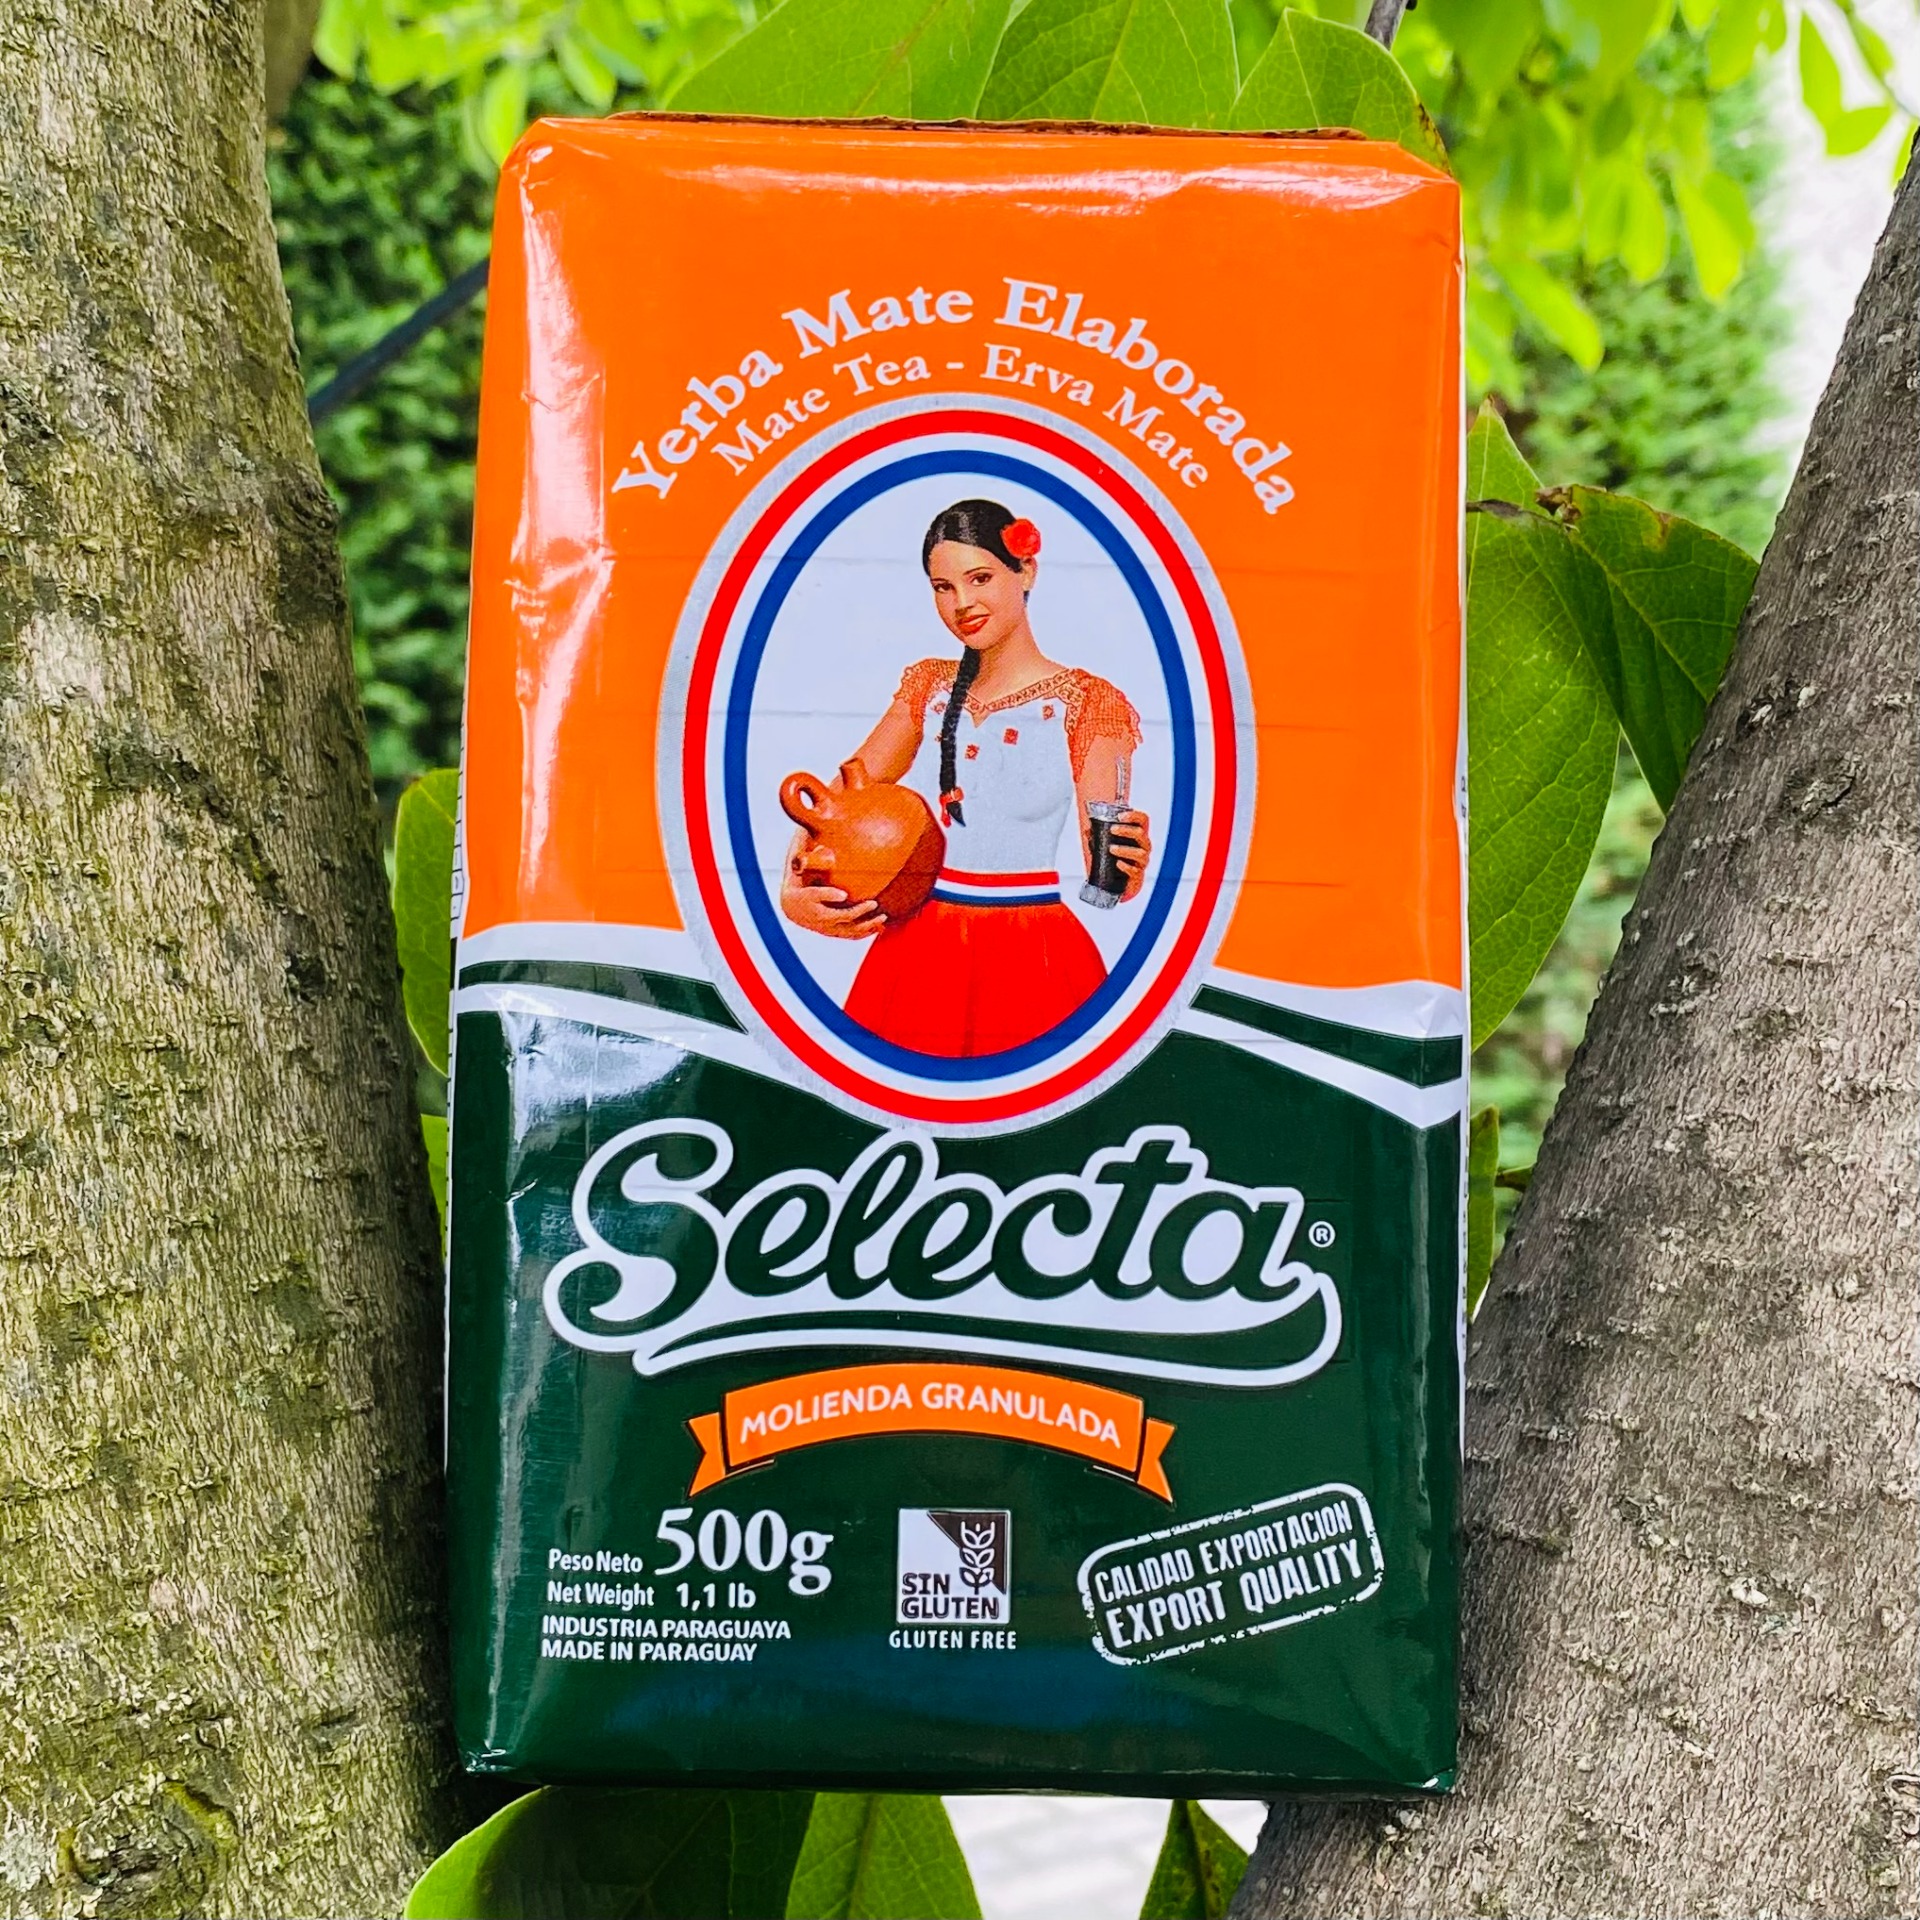 Yerba Mate Elaborada
Mate Tea - Erva Mate
Selecta®
MOLIENDA GRANULADA
Peso Neto 500g
Net Weight 1,1 lb
INDUSTRIA PARAGUAYA
MADE IN PARAGUAY
SIN
GLUTEN
GLUTEN FREE
CALIDAD EXPORTACION
EXPORT QUALITY